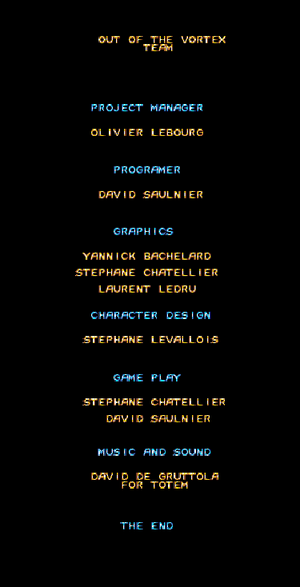 OUT OF THE VORTEX
TEAM
PROJECT MANAGER
OLIVIER LEBOURG
PROGRAMER
DAVID SAULNIER
GRAPHICS
YANNICK BACHELARD
STEPHANE CHATELLIER
LAURENT LEDRU
CHARACTER DESIGN
STEPHANE LEVALLOIS
GAME PLAY
STEPHANE CHATELLIER
DAVID SAULNIER
MUSIC AND SOUND
DAVID DE GRUTTOLA
FOR TOTEM
THE END